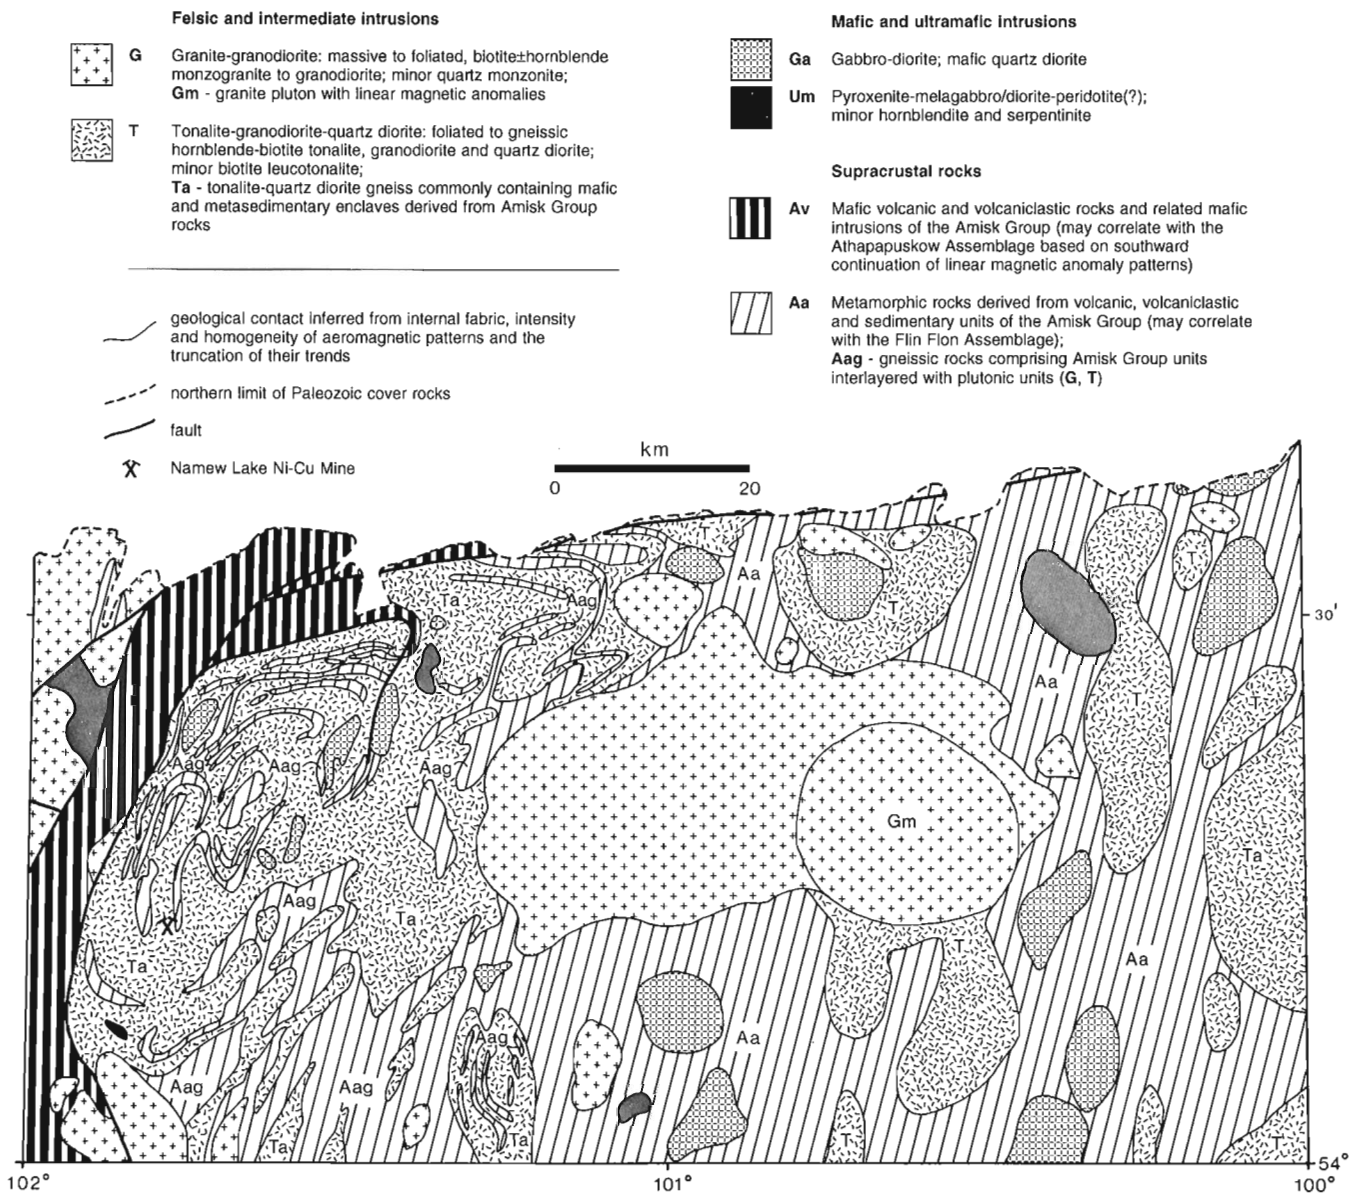 Felsic and intermediate intrusions
G Granite-granodiorite: massive to foliated, biotite±hornblende
monzogranite to granodiorite; minor quartz monzonite;
Gm - granite pluton with linear magnetic anomalies
T Tonalite-granodiorite-quartz diorite: foliated to gneissic
hornblende-biotite tonalite, granodiorite and quartz diorite;
minor biotite leucotonalite;
Ta - tonalite-quartz diorite gneiss commonly containing mafic
and metasedimentary enclaves derived from Amisk Group
rocks
geological contact inferred from internal fabric, intensity
and homogeneity of aeromagnetic patterns and the
truncation of their trends
northern limit of Paleozoic cover rocks
fault
Namew Lake Ni-Cu Mine
Mafic and ultramafic intrusions
Ga Gabbro-diorite; mafic quartz diorite
Um Pyroxenite-melagabbro/diorite-peridotite(?);
minor hornblendite and serpentinite
Supracrustal rocks
Av Mafic volcanic and volcaniclastic rocks and related mafic
intrusions of the Amisk Group (may correlate with the
Athapapuskow Assemblage based on southward
continuation of linear magnetic anomaly patterns)
Aa Metamorphic rocks derived from volcanic, volcaniclastic
and sedimentary units of the Amisk Group (may correlate
with the Flin Flon Assemblage);
Aag - gneissic rocks comprising Amisk Group units
interlayered with plutonic units (G, T)
km
0 20
T
T
Aa
Ta
Aag
T
30'
Aa
T
T
Aag
Aag
Aag
Gm
Ta
Aag
Ta
T
Aa
Ta
Aag
Aa
Aag
Aag
Ta
Ta
T
T
54°
102°
101°
100°